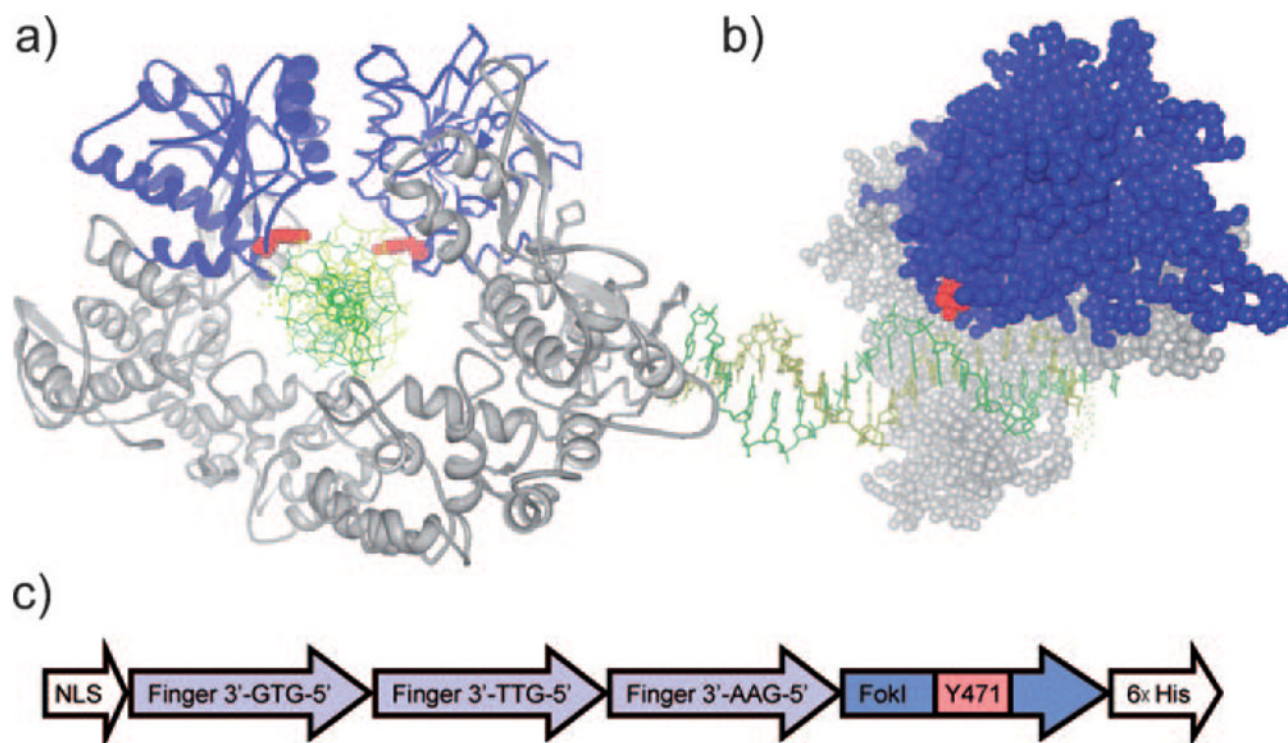 a)
b)
c)
NLS Finger 3'-GTG-5' Finger 3'-TTG-5' Finger 3'-AAG-5' FokI Y471 6x His